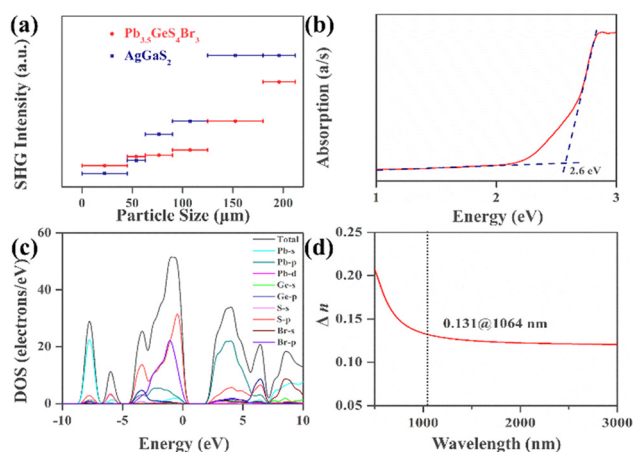 (a)
Pb3.5GeS4Br3
AgGaS2
SHG Intensity (a.u.)
0 50 100 150 200
Particle Size (μm)
(b)
Absorption (a/s)
2.6 eV
1 2 3
Energy (eV)
(c)
Total
Pb-s
Pb-p
Pb-d
Ge-s
Ge-p
S-s
S-p
Br-s
Br-p
DOS (electrons/eV)
60
40
20
0
-10 -5 0 5 10
Energy (eV)
(d)
Δn
0.25
0.20
0.15
0.10
0.05
0.131@1064 nm
1000 2000 3000
Wavelength (nm)